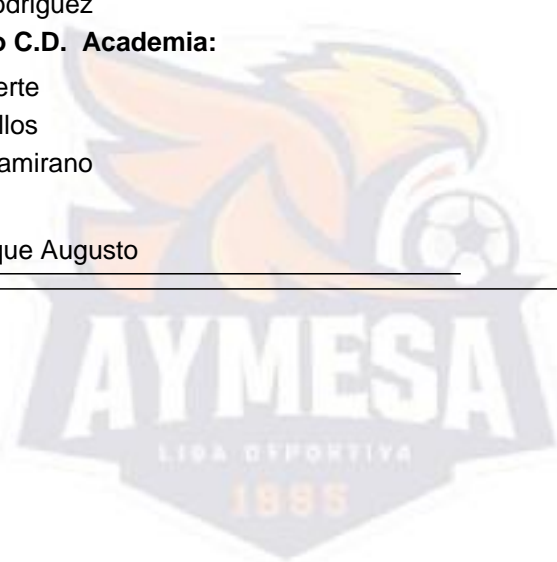 odriguez
o C.D. Academia:
erte
llos
amirano
que Augusto
AYMESA
LIGA DEPORTIVA
1995